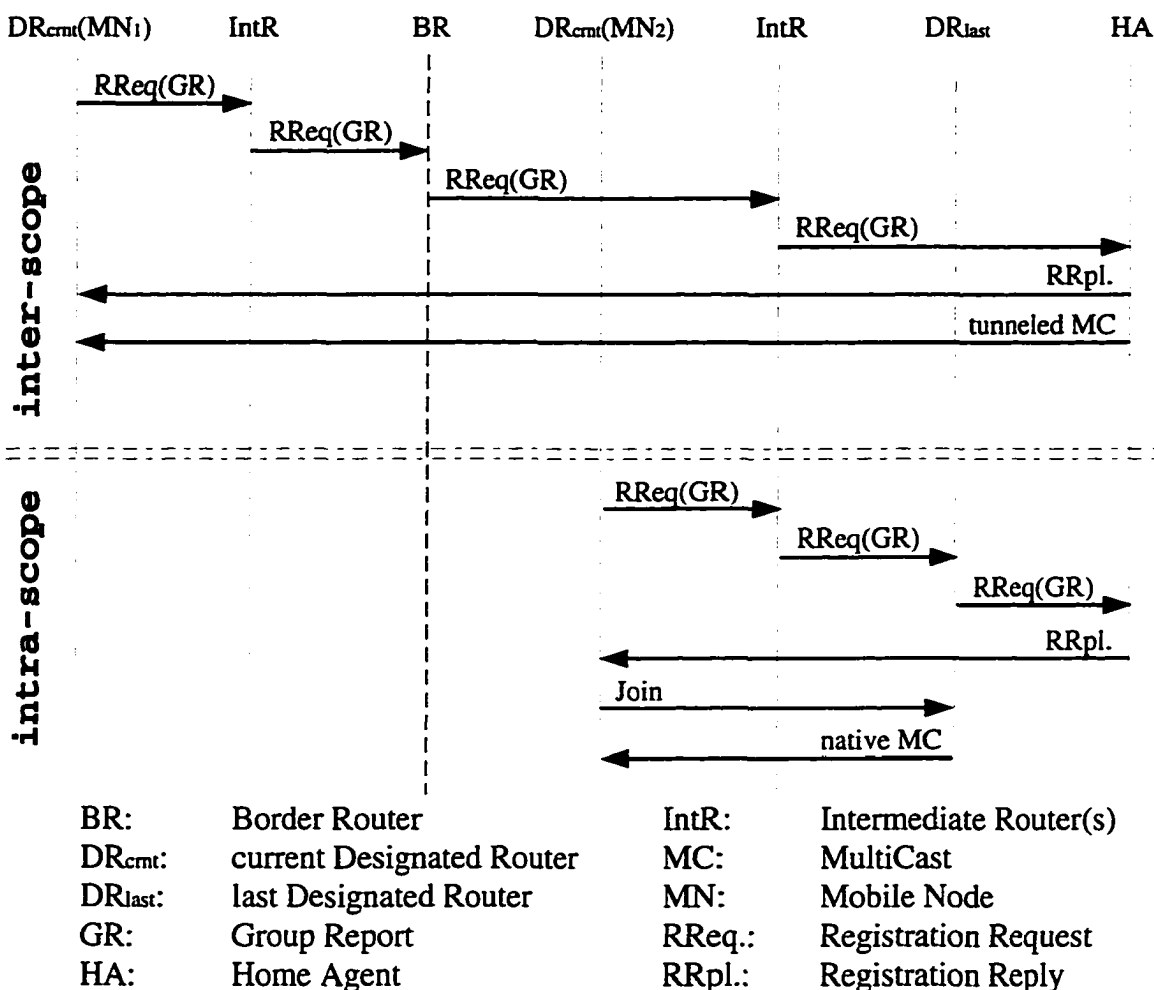 DRcrnt(MN1) IntR BR DRcrnt(MN2) IntR DRlast HA
RReq(GR)
RReq(GR)
RReq(GR)
RReq(GR)
RRpl.
tunneled MC
inter-scope
RReq(GR)
RReq(GR)
RReq(GR)
RRpl.
Join
native MC
intra-scope
BR: Border Router IntR: Intermediate Router(s)
DRcrnt: current Designated Router MC: MultiCast
DRlast: last Designated Router MN: Mobile Node
GR: Group Report RReq.: Registration Request
HA: Home Agent RRpl.: Registration Reply